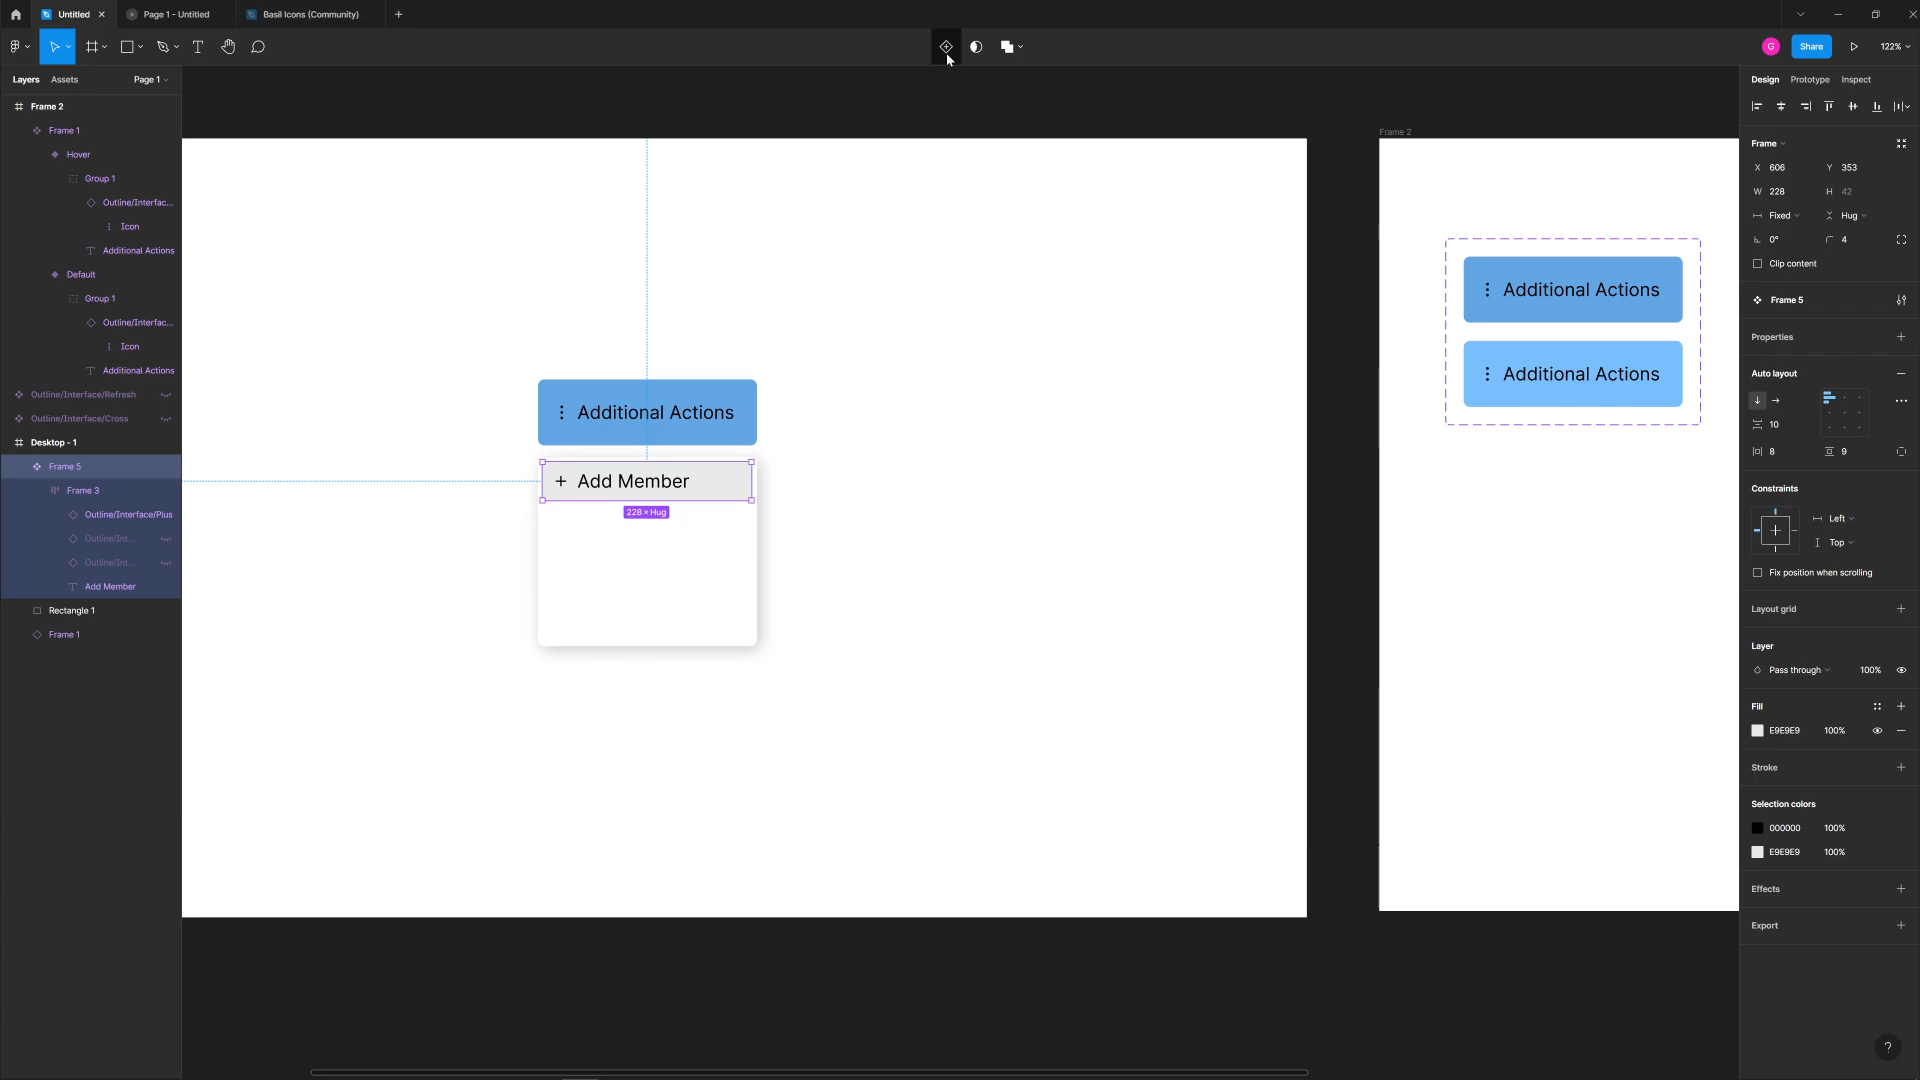 Untitled
Page 1 - Untitled
Basil Icons (Community)
G
Share
122%
Layers
Assets
Page 1
Frame 2
Frame 1
Hover
Group 1
Outline/Interfac...
Icon
Additional Actions
Default
Group 1
Outline/Interfac...
Icon
Additional Actions
Outline/Interface/Refresh
Outline/Interface/Cross
Desktop - 1
Frame 5
Frame 3
Outline/Interface/Plus
Outline/Int...
Outline/Int...
Add Member
Rectangle 1
Frame 1
Additional Actions
Add Member
228 × Hug
Frame 2
Additional Actions
Additional Actions
Design
Prototype
Inspect
Frame
X 606
Y 353
W 228
H 42
Fixed
Hug
0°
4
Clip content
Frame 5
Properties
Auto layout
10
8
9
Constraints
Left
Top
Fix position when scrolling
Layout grid
Layer
Pass through
100%
Fill
E9E9E9
100%
Stroke
Selection colors
000000
100%
E9E9E9
100%
Effects
Export
?